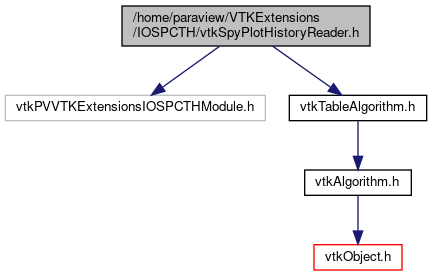 /home/paraview/VTKExtensions
/IOSPCTH/vtkSpyPlotHistoryReader.h
vtkPVVTKExtensionsIOSPCTHModule.h
vtkTableAlgorithm.h
vtkAlgorithm.h
vtkObject.h